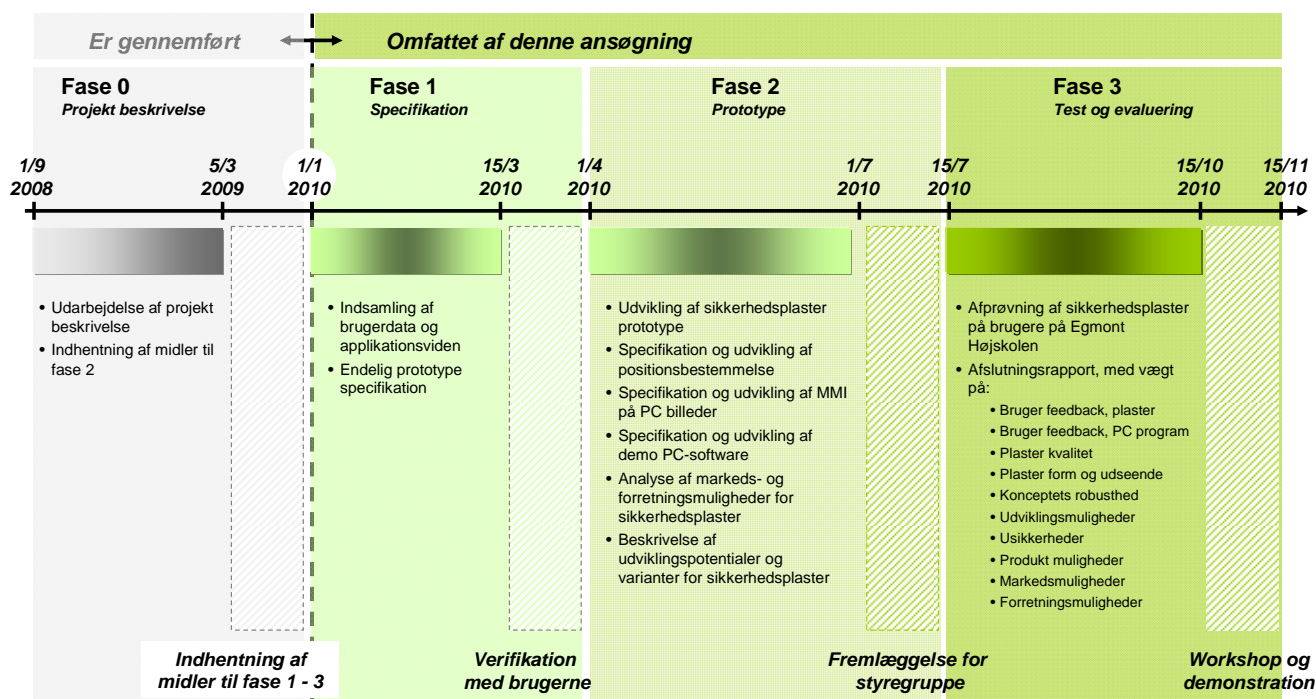 Er gennemført
Omfattet af denne ansøgning
Fase 0
Projekt beskrivelse
Fase 1
Specifikation
Fase 2
Prototype
Fase 3
Test og evaluering
1/9
2008
5/3
2009
1/1
2010
15/3
2010
1/4
2010
1/7
2010
15/7
2010
15/10
2010
15/11
2010
• Udarbejdelse af projekt
beskrivelse
• Indhentning af midler til
fase 2
• Indsamling af
brugerdata og
applikationsviden
• Endelig prototype
specifikation
• Udvikling af sikkerhedsplaster
prototype
• Specifikation og udvikling af
positionsbestemmelse
• Specifikation og udvikling af MMI
på PC billeder
• Specifikation og udvikling af
demo PC-software
• Analyse af markeds- og
forretningsmuligheder for
sikkerhedsplaster
• Beskrivelse af
udviklingspotentialer og
varianter for sikkerhedsplaster
• Afprøvning af sikkerhedsplaster
på brugere på Egmont
Højskolen
• Afslutningsrapport, med vægt
på:
• Bruger feedback, plaster
• Bruger feedback, PC program
• Plaster kvalitet
• Plaster form og udseende
• Konceptets robusthed
• Udviklingsmuligheder
• Usikkerheder
• Produkt muligheder
• Markedsmuligheder
• Forretningsmuligheder
Indhentning af
midler til fase 1 - 3
Verifikation
med brugerne
Fremlæggelse for
styregruppe
Workshop og
demonstration